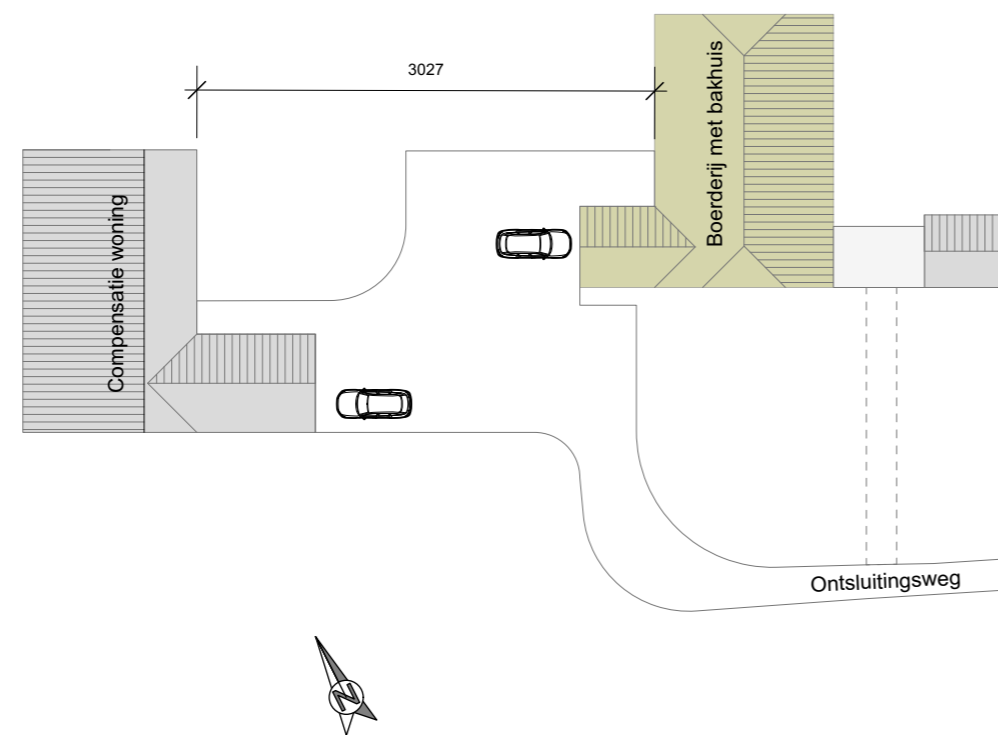 3027
Boerderij met bakhuis
Compensatie woning
Ontsluitingsweg
N